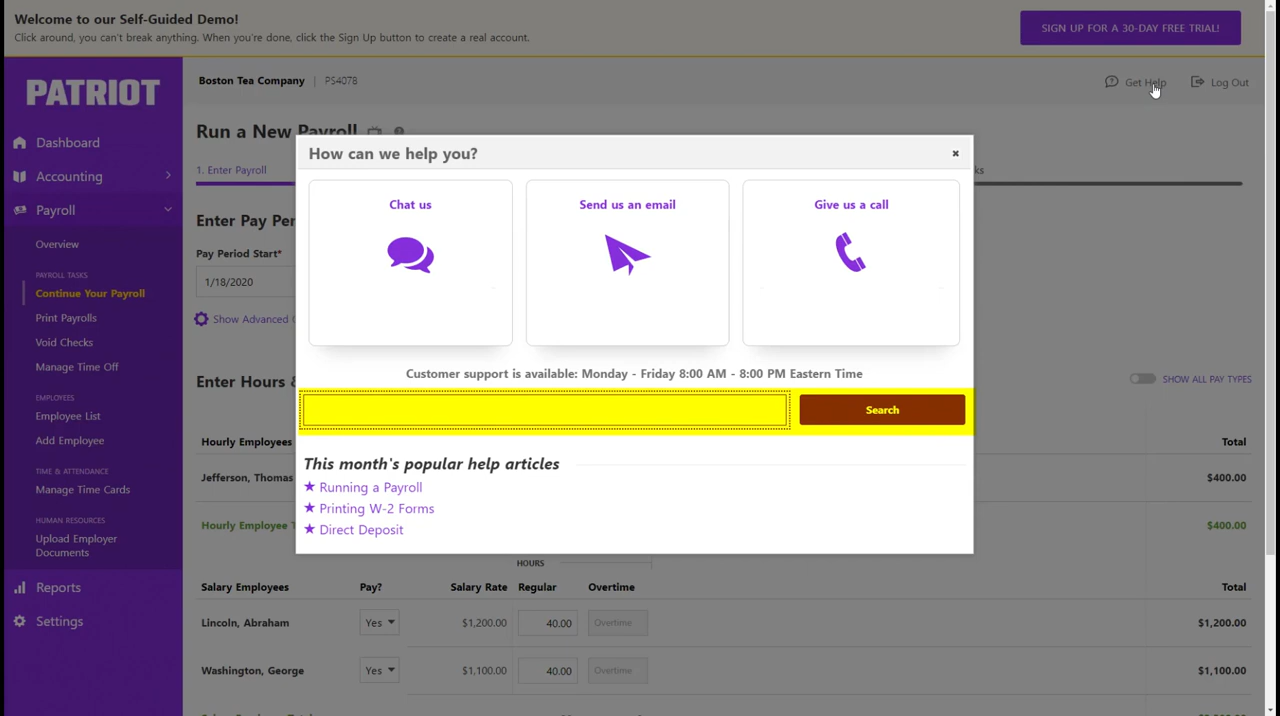 Welcome to our Self-Guided Demo!
Click around, you can't break anything. When you're done, click the Sign Up button to create a real account.
SIGN UP FOR A 30-DAY FREE TRIAL!
PATRIOT
Boston Tea Company | PS4078
Get Help
Log Out
Dashboard
Accounting
Payroll
Overview
PAYROLL TASKS
Continue Your Payroll
Print Payrolls
Void Checks
Manage Time Off
EMPLOYEES
Employee List
Add Employee
TIME & ATTENDANCE
Manage Time Cards
HUMAN RESOURCES
Upload Employer
Documents
Reports
Settings
Run a New Payroll
1. Enter Payroll
Enter Pay
Pay Period Start*
1/18/2020
Show Advanced
Enter Hours &
SHOW ALL PAY TYPES
Hourly Employees
Total
Jefferson, Thomas
$400.00
Hourly Employee
$400.00
How can we help you?
Chat us
Send us an email
Give us a call
Customer support is available: Monday - Friday 8:00 AM - 8:00 PM Eastern Time
Search
This month's popular help articles
Running a Payroll
Printing W-2 Forms
Direct Deposit
HOURS
Salary Employees Pay? Salary Rate Regular Overtime Total
Lincoln, Abraham Yes $1,200.00 40.00 Overtime $1,200.00
Washington, George Yes $1,100.00 40.00 Overtime $1,100.00